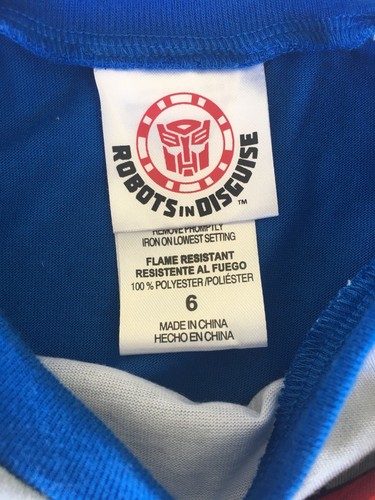 ROBOTS IN DISGUISE™
REMOVE PROMPTLY
IRON ON LOWEST SETTING
FLAME RESISTANT
RESISTENTE AL FUEGO
100 % POLYESTER /POLIÉSTER
6
MADE IN CHINA
HECHO EN CHINA